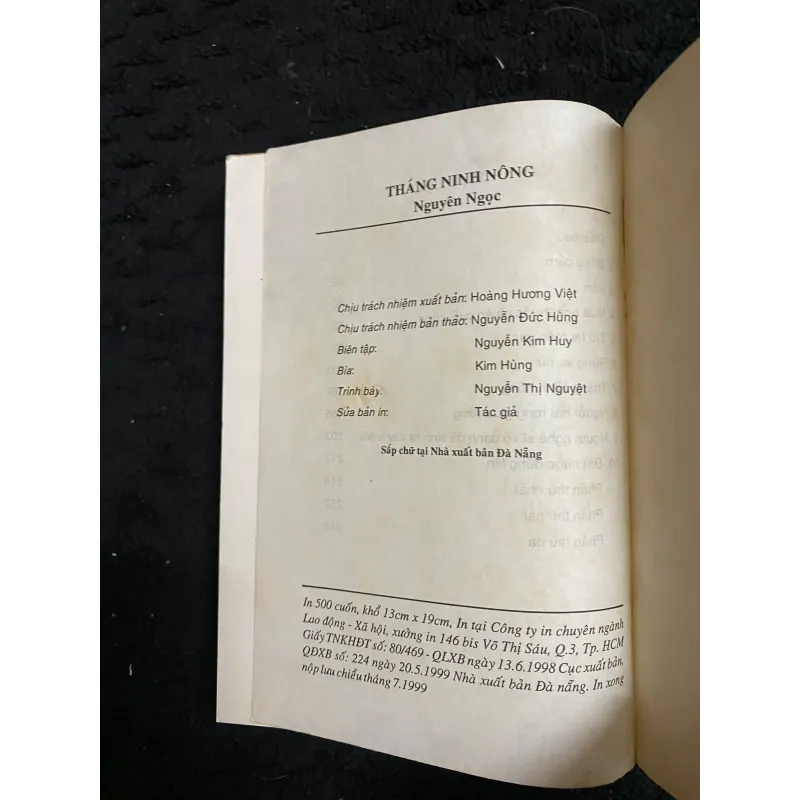 THÁNG NINH NÔNG
Nguyên Ngọc
Chịu trách nhiệm xuất bản: Hoàng Hương Việt
Chịu trách nhiệm bản thảo: Nguyễn Đức Hùng
Biên tập: Nguyễn Kim Huy
Bìa: Kim Hùng
Trình bày: Nguyễn Thị Nguyệt
Sửa bản in: Tác giả
Sắp chữ tại Nhà xuất bản Đà Nẵng
In 500 cuốn, khổ 13cm x 19cm, In tại Công ty in chuyên ngành
Lao động - Xã hội, xưởng in 146 bis Võ Thị Sáu, Q.3, Tp. HCM
Giấy TNKHĐT số: 80/469 - QLXB ngày 13.6.1998 Cục xuất bản,
QĐXB số: 224 ngày 20.5.1999 Nhà xuất bản Đà nẵng. In xong
nộp lưu chiểu tháng 7.1999